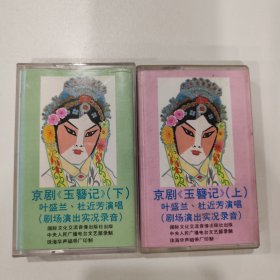 京剧《玉簪记》(下)
叶盛兰、杜近芳演唱
(剧场演出实况录音)
国际文化交流音像出版社出版
中央人民广播电台文艺部录制
珠海华声磁带厂印制
京剧《玉簪记》(上)
叶盛兰、杜近芳演唱
(剧场演出实况录音)
国际文化交流音像出版社出版
中央人民广播电台文艺部录制
珠海华声磁带厂印制